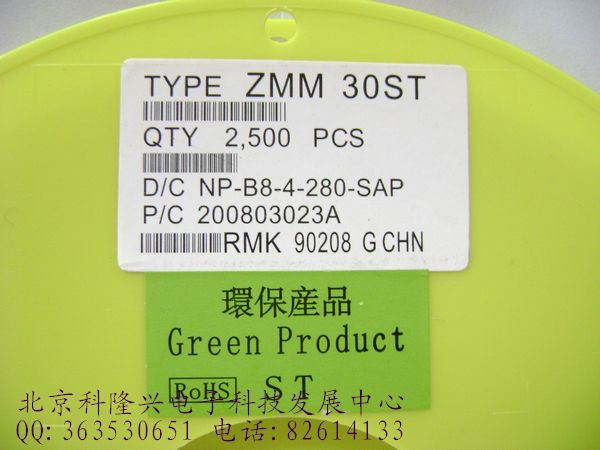 TYPE ZMM 30ST
QTY 2,500 PCS
D/C NP-B8-4-280-SAP
P/C 200803023A
RMK 90208 G CHN
環保産品
Green Product
RoHS ST
北京科隆兴电子科技发展中心
QQ:363530651 电话:82614133